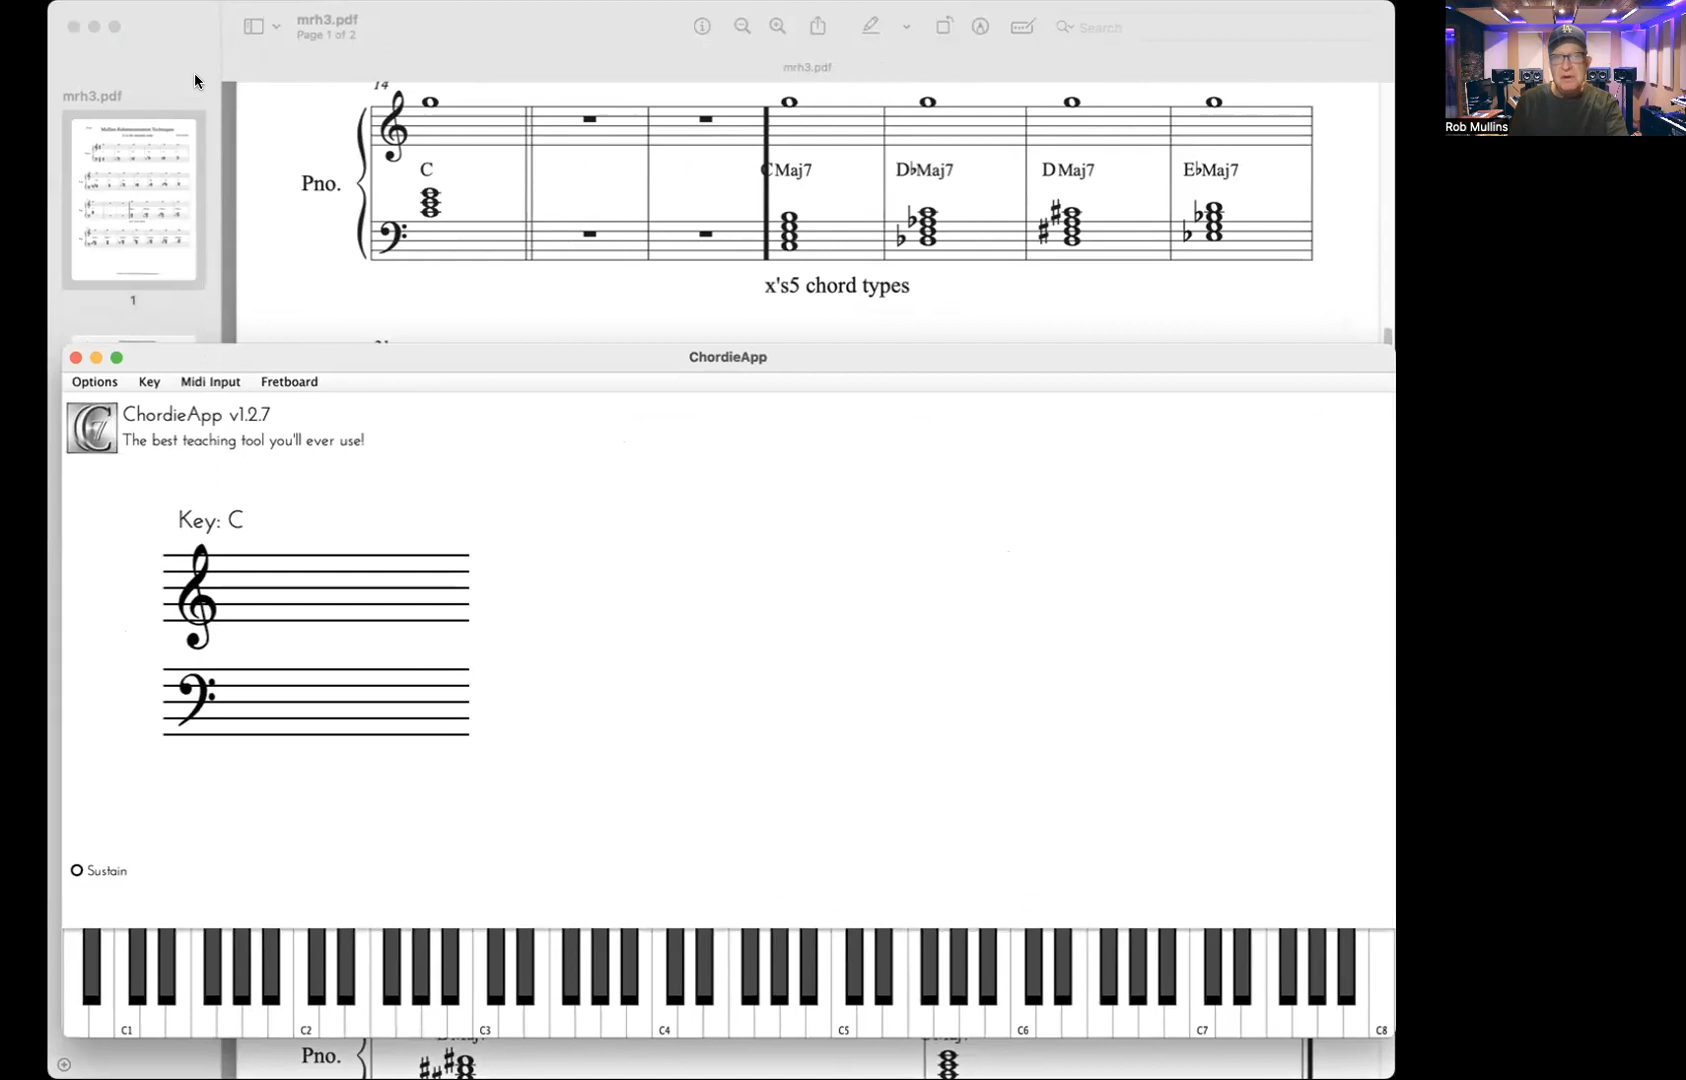 mrh3.pdf
Page 1 of 2
Search
mrh3.pdf
Rob Mullins
mrh3.pdf
1
14
Pno.
C
CMaj7
D♭Maj7
DMaj7
E♭Maj7
x's5 chord types
ChordieApp
Options Key Midi Input Fretboard
ChordieApp v1.2.7
The best teaching tool you'll ever use!
Key: C
Sustain
C1 C2 C3 C4 C5 C6 C7 C8
Pno.